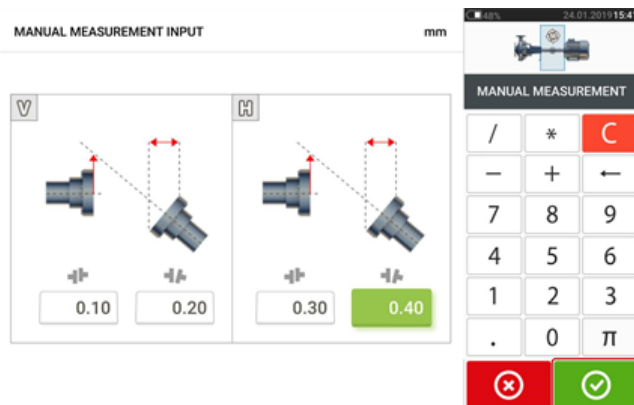 MANUAL MEASUREMENT INPUT mm
V H
0.10 0.20 0.30 0.40
48% 24.01.2019 15:41
MANUAL MEASUREMENT
/ * C
− + ←
7 8 9
4 5 6
1 2 3
. 0 π